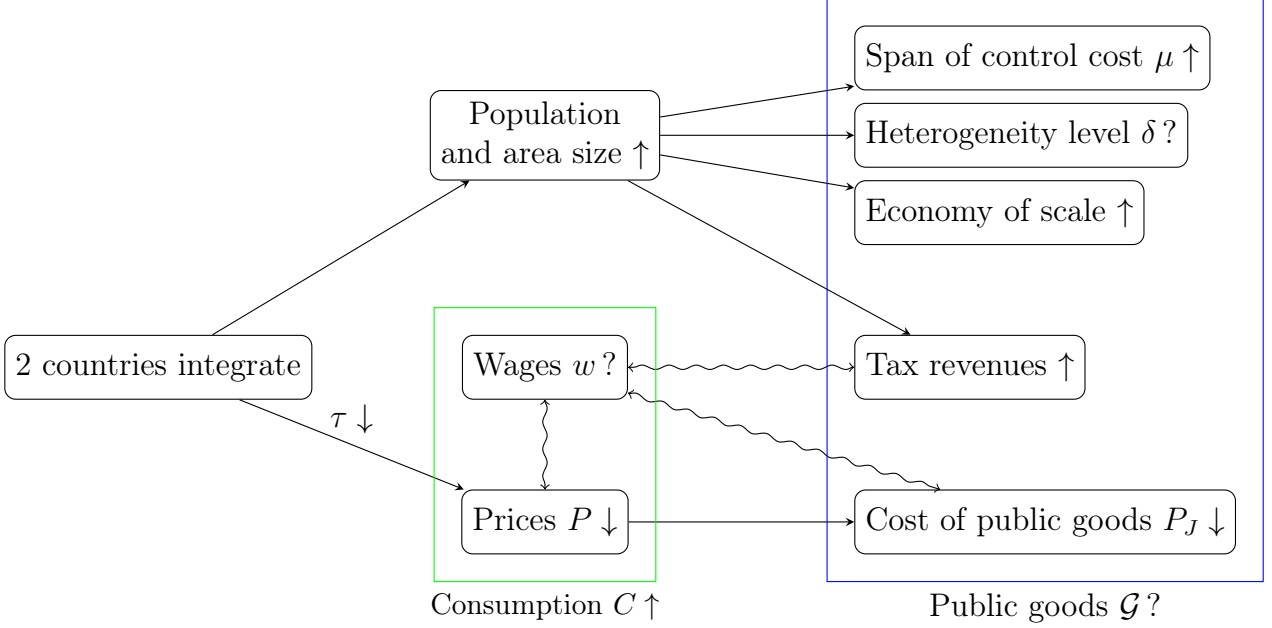 Span of control cost μ ↑
Population
and area size ↑
Heterogeneity level δ ?
Economy of scale ↑
2 countries integrate
Wages w ?
Tax revenues ↑
τ ↓
Prices P ↓
Cost of public goods P_J ↓
Consumption C ↑
Public goods 𝓖 ?